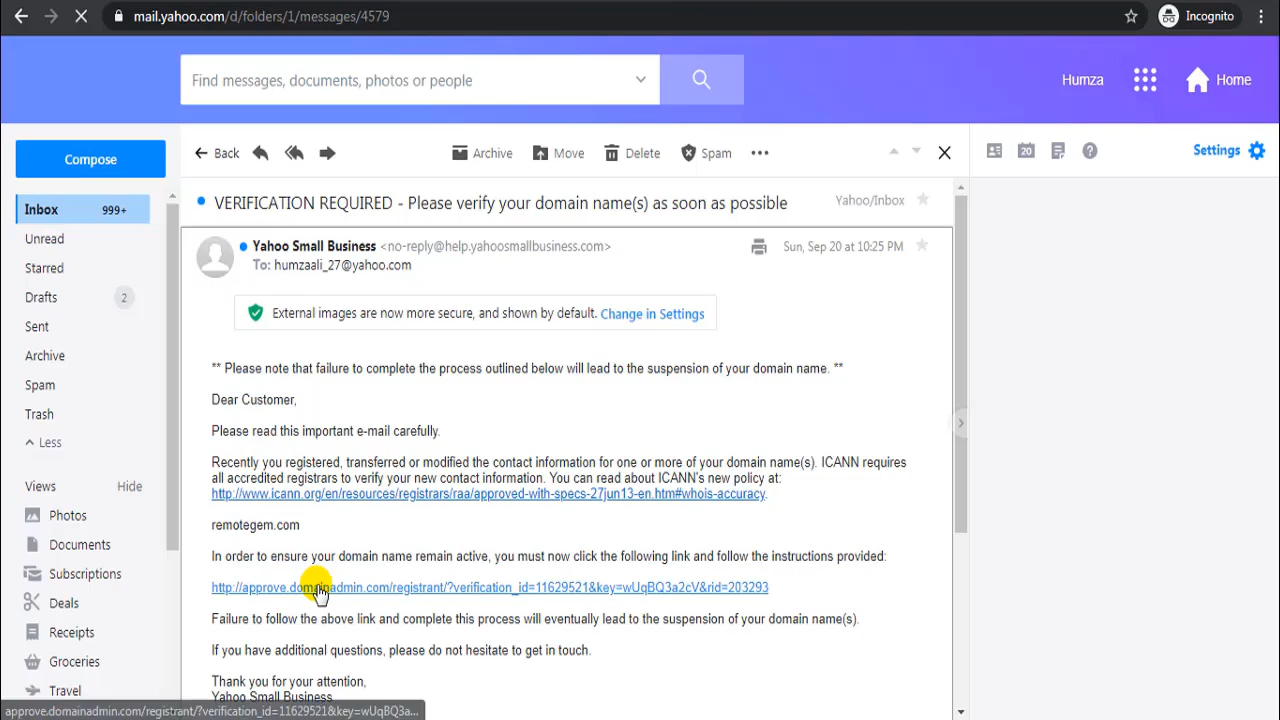 mail.yahoo.com/d/folders/1/messages/4579
Incognito
Find messages, documents, photos or people
Humza
Home
Compose
Back
Archive
Move
Delete
Spam
Settings
Inbox 999+
Unread
Starred
Drafts 2
Sent
Archive
Spam
Trash
Less
Views Hide
Photos
Documents
Subscriptions
Deals
Receipts
Groceries
Travel
VERIFICATION REQUIRED - Please verify your domain name(s) as soon as possible
Yahoo/Inbox
Yahoo Small Business <no-reply@help.yahoosmallbusiness.com>
Sun, Sep 20 at 10:25 PM
To: humzaali_27@yahoo.com
External images are now more secure, and shown by default. Change in Settings
** Please note that failure to complete the process outlined below will lead to the suspension of your domain name. **
Dear Customer,
Please read this important e-mail carefully.
Recently you registered, transferred or modified the contact information for one or more of your domain name(s). ICANN requires
all accredited registrars to verify your new contact information. You can read about ICANN's new policy at:
http://www.icann.org/en/resources/registrars/raa/approved-with-specs-27jun13-en.htm#whois-accuracy.
remotegem.com
In order to ensure your domain name remain active, you must now click the following link and follow the instructions provided:
http://approve.domainadmin.com/registrant/?verification_id=11629521&key=wUqBQ3a2cV&rid=203293
Failure to follow the above link and complete this process will eventually lead to the suspension of your domain name(s).
If you have additional questions, please do not hesitate to get in touch.
Thank you for your attention,
Yahoo Small Business
approve.domainadmin.com/registrant/?verification_id=11629521&key=wUqBQ3a...